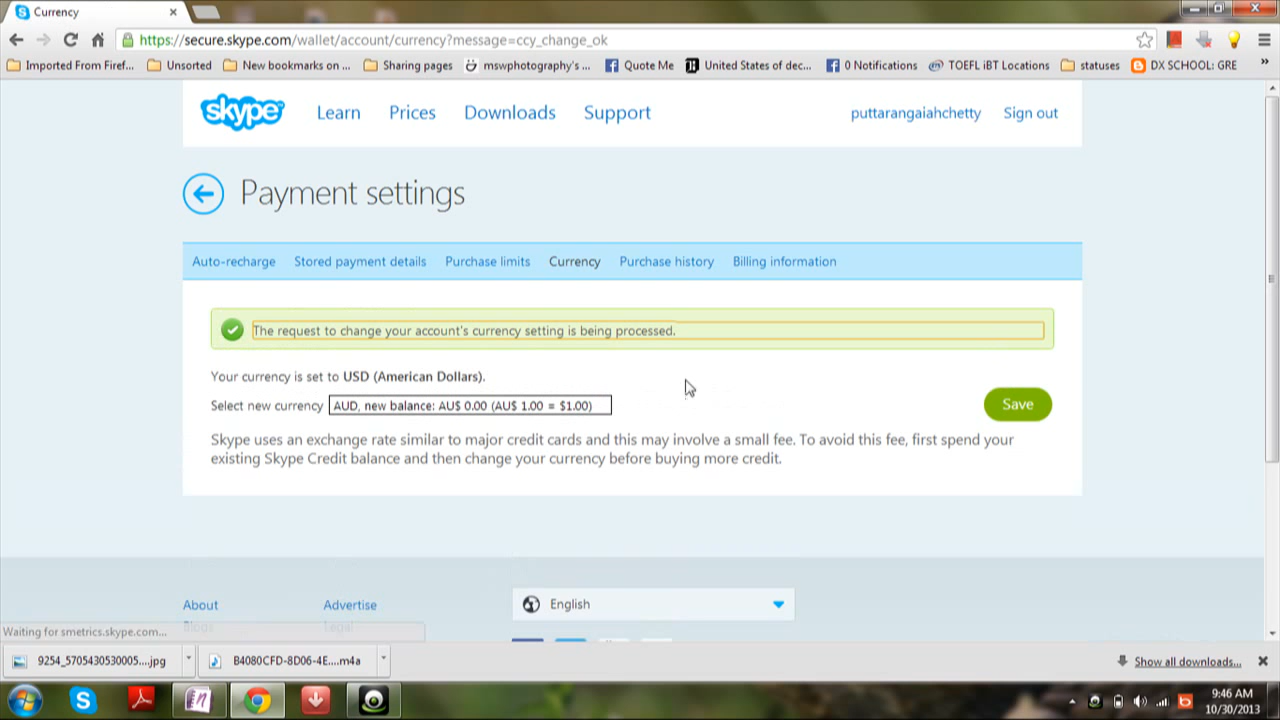 Currency
https://secure.skype.com/wallet/account/currency?message=ccy_change_ok
Imported From Firef... Unsorted New bookmarks on ... Sharing pages mswphotography's ... Quote Me United States of dec... 0 Notifications TOEFL iBT Locations statuses DX SCHOOL: GRE »
skype Learn Prices Downloads Support puttarangaiahchetty Sign out
Payment settings
Auto-recharge Stored payment details Purchase limits Currency Purchase history Billing information
The request to change your account's currency setting is being processed.
Your currency is set to USD (American Dollars).
Select new currency AUD, new balance: AU$ 0.00 (AU$ 1.00 = $1.00) Save
Skype uses an exchange rate similar to major credit cards and this may involve a small fee. To avoid this fee, first spend your
existing Skype Credit balance and then change your currency before buying more credit.
English
About Advertise
Blogs Legal
Waiting for smetrics.skype.com...
9254_5705430530005....jpg B4080CFD-8D06-4E....m4a Show all downloads...
9:46 AM
10/30/2013